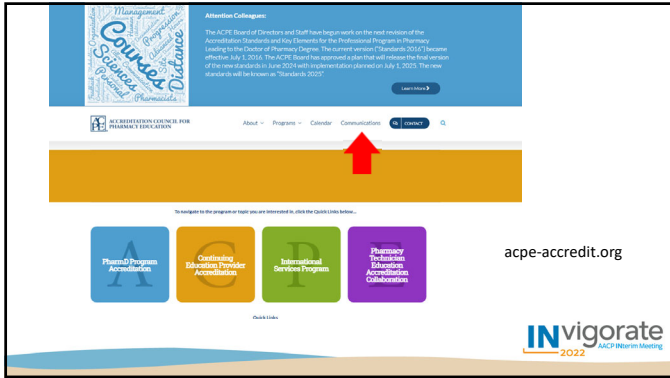 Management
Organization
Human
Progression
Courses
Sciences
Personal
Distance
Pharmacists
Attention Colleagues:
The ACPE Board of Directors and Staff have begun work on the next revision of the
Accreditation Standards and Key Elements for the Professional Program in Pharmacy
Leading to the Doctor of Pharmacy Degree. The current version ("Standards 2016") became
effective July 1, 2016. The ACPE Board has approved a plan that will release the final version
of the new standards in June 2024 with implementation planned on July 1, 2025. The new
standards will be known as "Standards 2025"
Learn More
ACCREDITATION COUNCIL FOR
PHARMACY EDUCATION
About Programs Calendar Communications CONTACT
To navigate to the program or topic you are interested in, click the Quick Links below...
A
PharmD Program
Accreditation
C
Continuing
Education Provider
Accreditation
P
International
Services Program
E
Pharmacy
Technician
Education
Accreditation
Collaboration
Quick Links
acpe-accredit.org
INvigorate
AACP INterim Meeting
2022